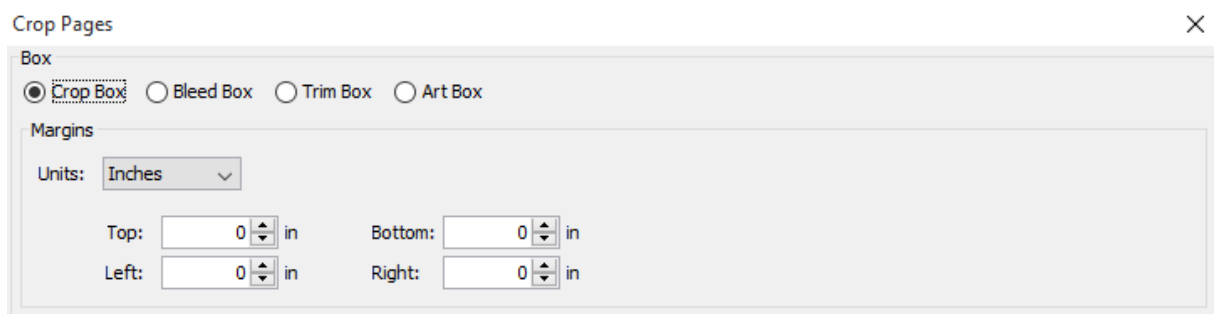 Crop Pages
Box
Crop Box Bleed Box Trim Box Art Box
Margins
Units: Inches
Top: 0 in Bottom: 0 in
Left: 0 in Right: 0 in